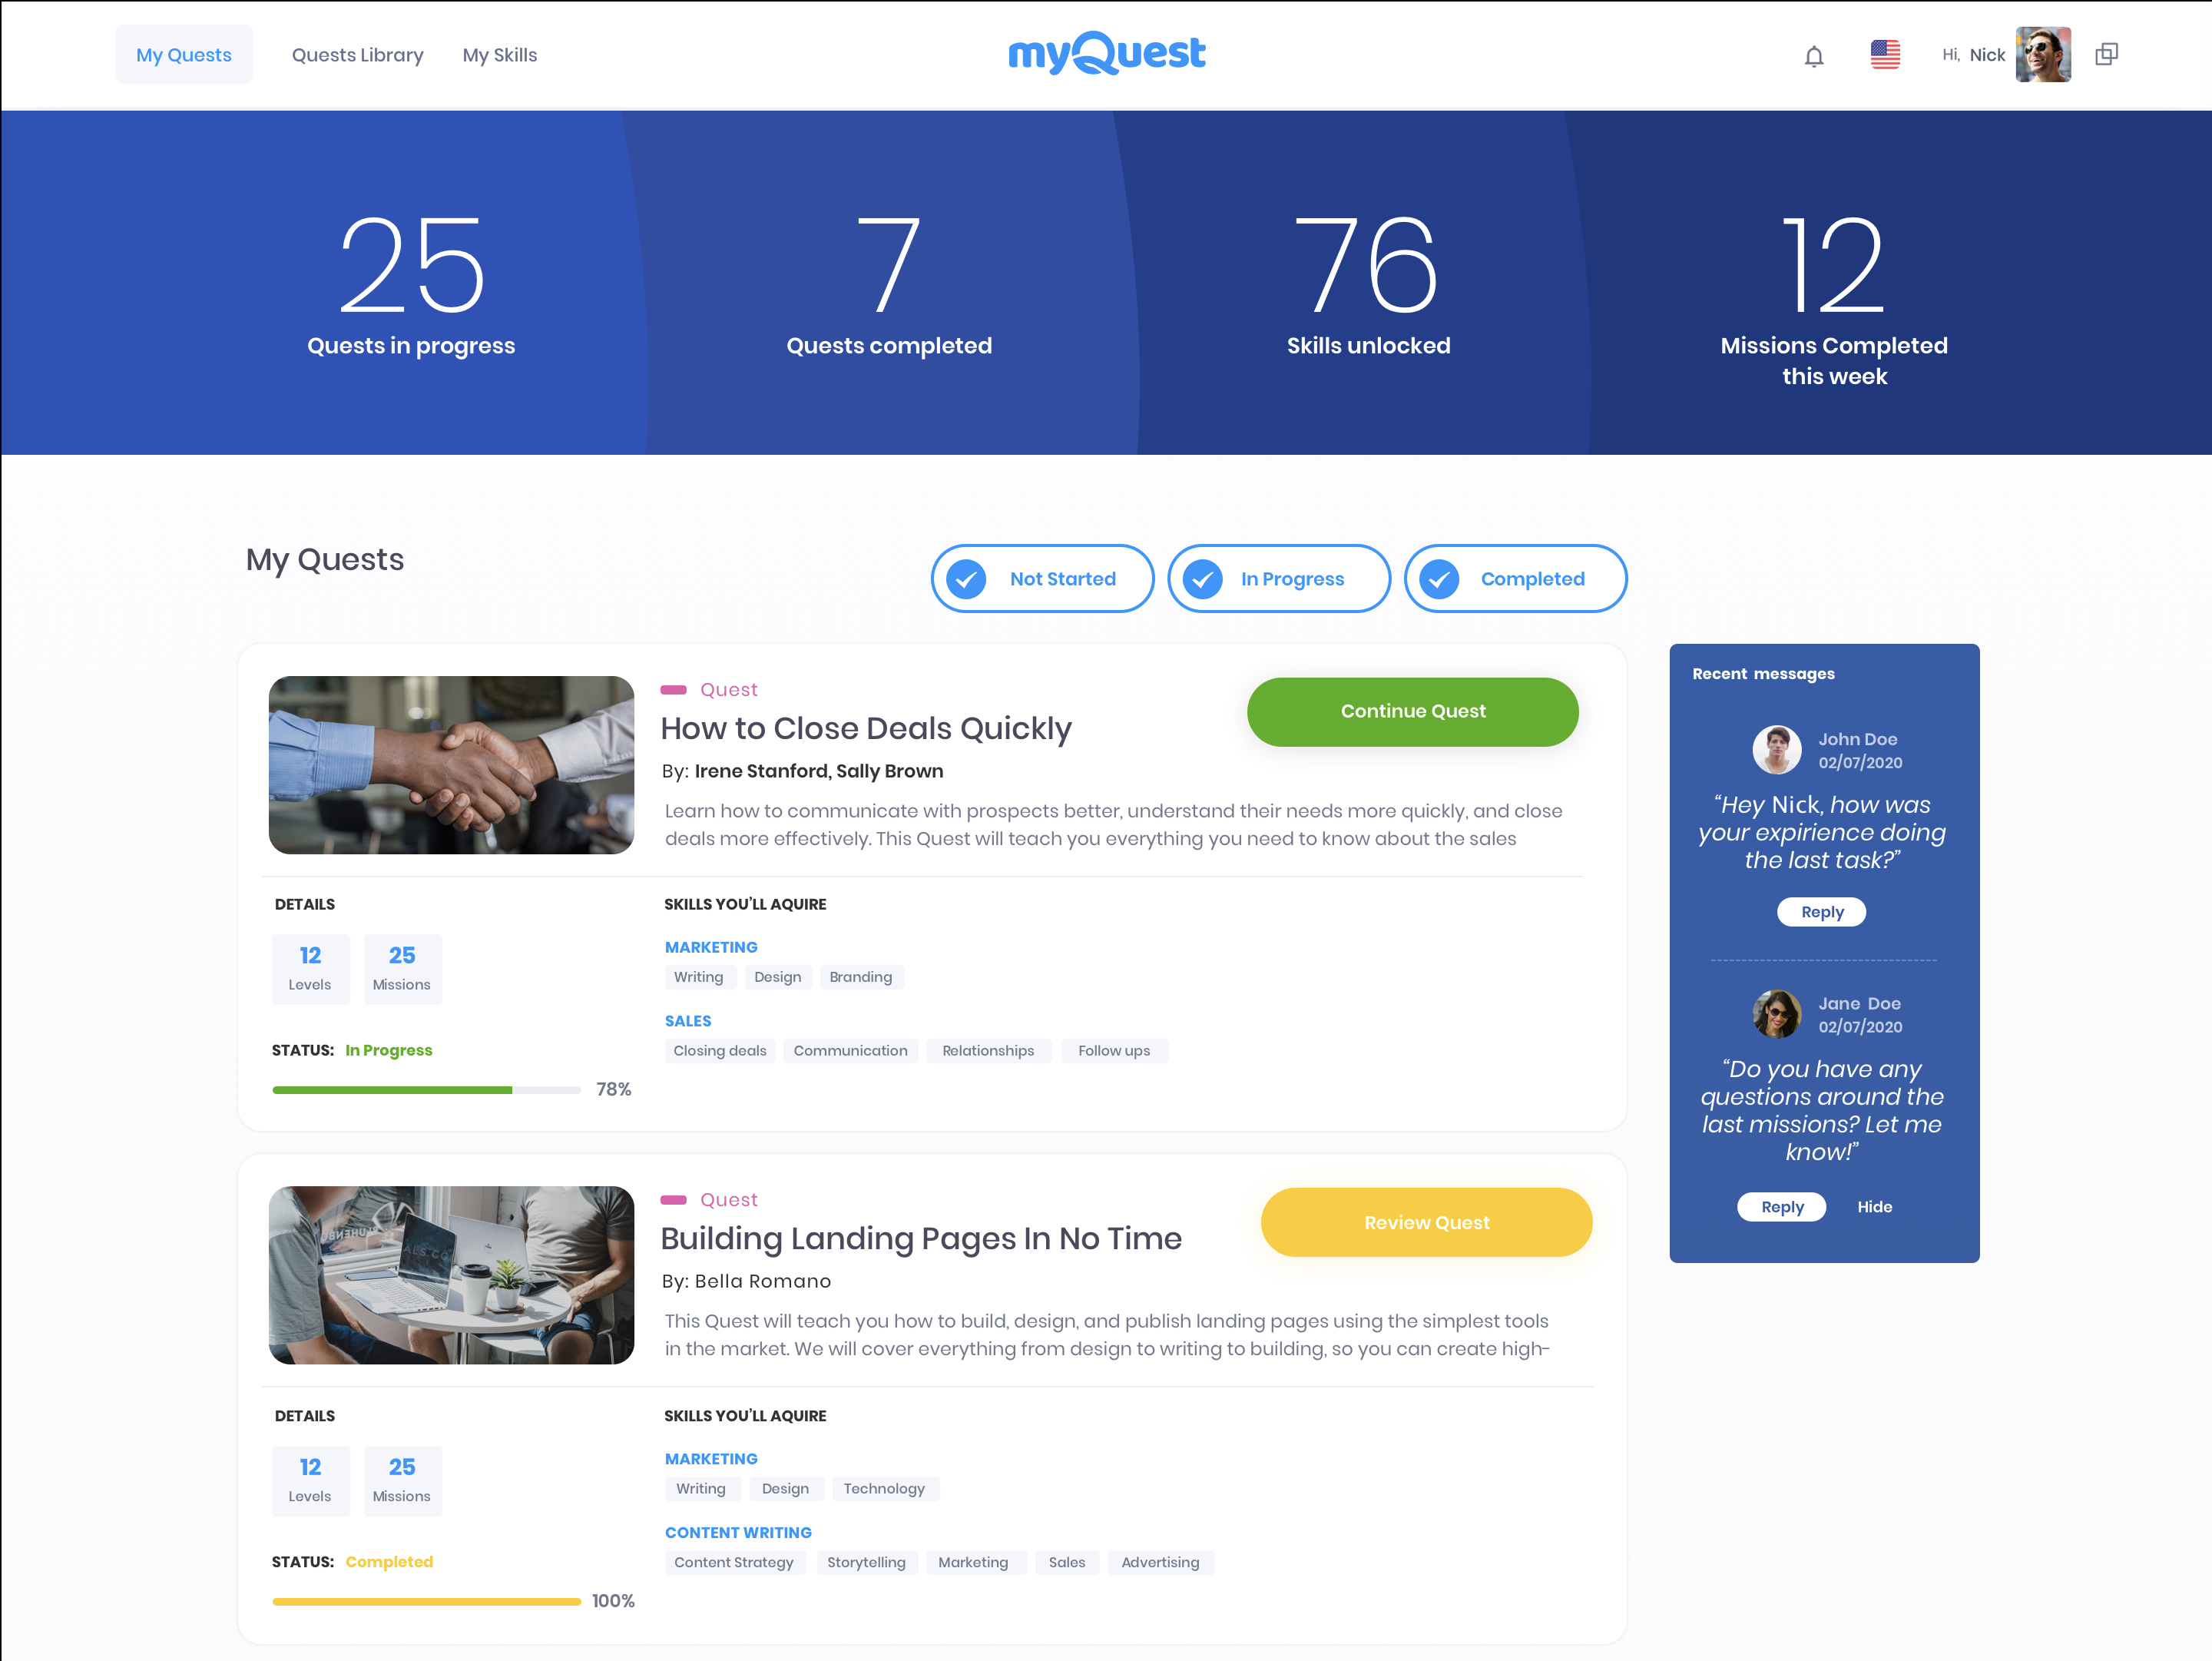 My Quests
Quests Library
My Skills
myQuest
Hi, Nick
25
Quests in progress
7
Quests completed
76
Skills unlocked
12
Missions Completed
this week
My Quests
Not Started
In Progress
Completed
Quest
How to Close Deals Quickly
By: Irene Stanford, Sally Brown
Continue Quest
Learn how to communicate with prospects better, understand their needs more quickly, and close
deals more effectively. This Quest will teach you everything you need to know about the sales
DETAILS
12
Levels
25
Missions
STATUS: In Progress
78%
SKILLS YOU'LL AQUIRE
MARKETING
Writing
Design
Branding
SALES
Closing deals
Communication
Relationships
Follow ups
Quest
Building Landing Pages In No Time
By: Bella Romano
Review Quest
This Quest will teach you how to build, design, and publish landing pages using the simplest tools
in the market. We will cover everything from design to writing to building, so you can create high-
DETAILS
12
Levels
25
Missions
STATUS: Completed
100%
SKILLS YOU'LL AQUIRE
MARKETING
Writing
Design
Technology
CONTENT WRITING
Content Strategy
Storytelling
Marketing
Sales
Advertising
Recent messages
John Doe
02/07/2020
“Hey Nick, how was
your expirience doing
the last task?”
Reply
Jane Doe
02/07/2020
“Do you have any
questions around the
last missions? Let me
know!”
Reply
Hide